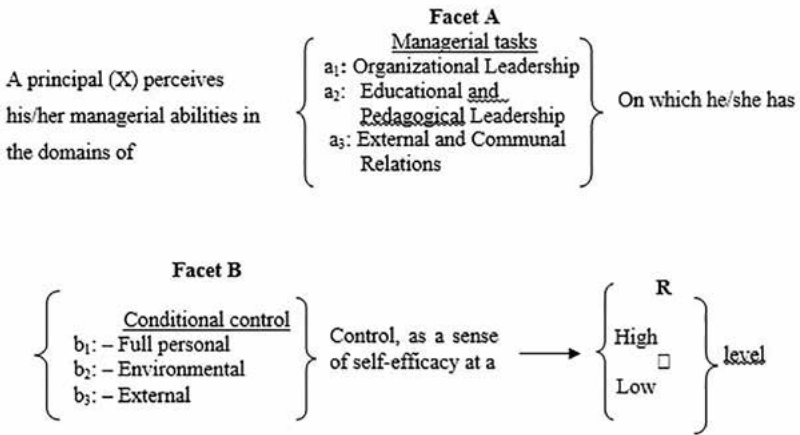 Facet A
Managerial tasks
A principal (X) perceives
his/her managerial abilities in
the domains of
a₁: Organizational Leadership
a₂: Educational and
Pedagogical Leadership
a₃: External and Communal
Relations
On which he/she has
Facet B
Conditional control
b₁: – Full personal
b₂: – Environmental
b₃: – External
Control, as a sense
of self-efficacy at a
R
High
Low
level